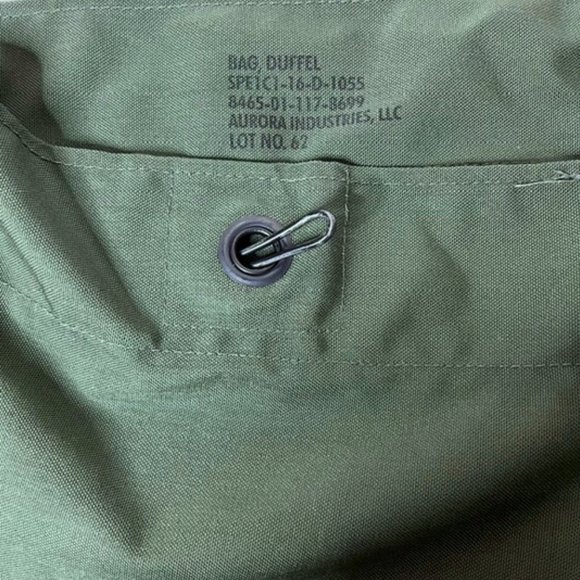 BAG, DUFFEL
SPE1C1-16-D-1055
8465-01-117-8699
AURORA INDUSTRIES, LLC
LOT NO. 62